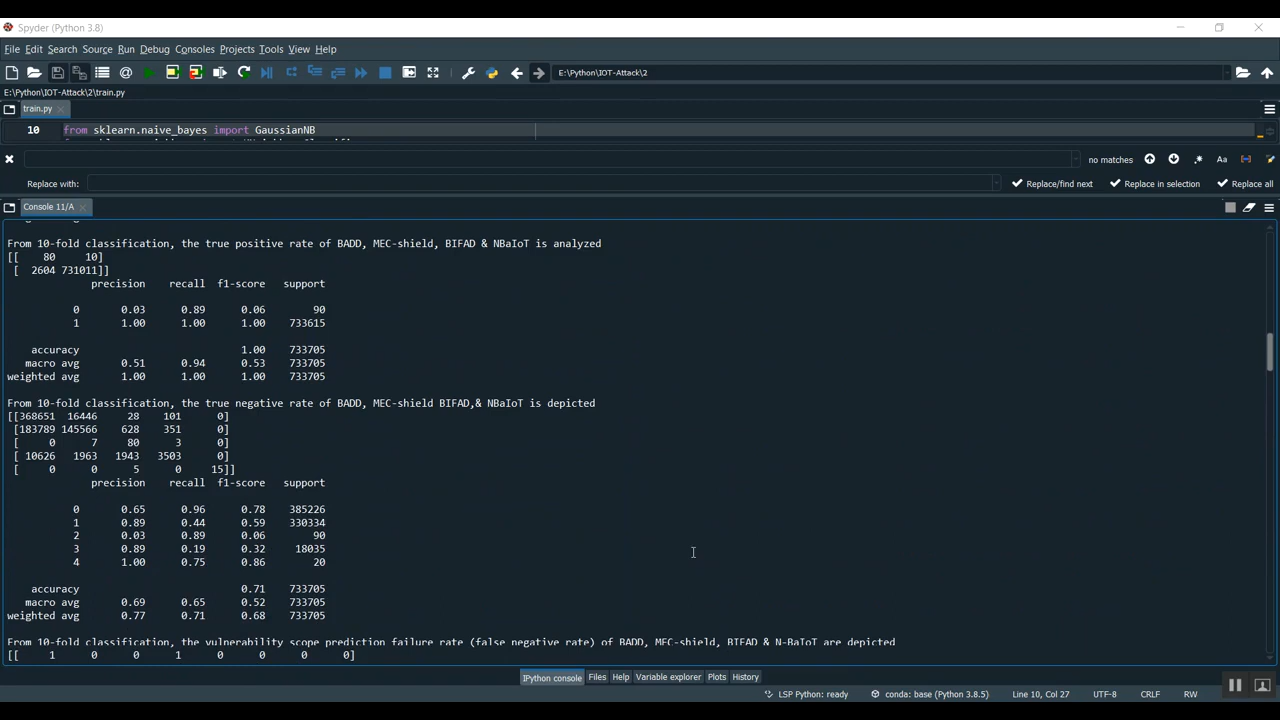 Spyder (Python 3.8)
File Edit Search Source Run Debug Consoles Projects Tools View Help
E:\Python\IOT-Attack\2
E:\Python\IOT-Attack\2\train.py
train.py
10 from sklearn.naive_bayes import GaussianNB
no matches Aa
Replace with: Replace/find next Replace in selection Replace all
Console 11/A
From 10-fold classification, the true positive rate of BADD, MEC-shield, BIFAD & NBaIoT is analyzed
[[ 80 10]
[ 2604 731011]]
precision recall f1-score support
0 0.03 0.89 0.06 90
1 1.00 1.00 1.00 733615
accuracy 1.00 733705
macro avg 0.51 0.94 0.53 733705
weighted avg 1.00 1.00 1.00 733705
From 10-fold classification, the true negative rate of BADD, MEC-shield BIFAD,& NBaIoT is depicted
[[368651 16446 28 101 0]
[183789 145566 628 351 0]
[ 0 7 80 3 0]
[ 10626 1963 1943 3503 0]
[ 0 0 5 0 15]]
precision recall f1-score support
0 0.65 0.96 0.78 385226
1 0.89 0.44 0.59 330334
2 0.03 0.89 0.06 90
3 0.89 0.19 0.32 18035
4 1.00 0.75 0.86 20
accuracy 0.71 733705
macro avg 0.69 0.65 0.52 733705
weighted avg 0.77 0.71 0.68 733705
From 10-fold classification, the vulnerability scope prediction failure rate (false negative rate) of BADD, MEC-shield, BIFAD & N-BaIoT are depicted
[[ 1 0 0 1 0 0 0 0]
IPython console Files Help Variable explorer Plots History
LSP Python: ready conda: base (Python 3.8.5) Line 10, Col 27 UTF-8 CRLF RW